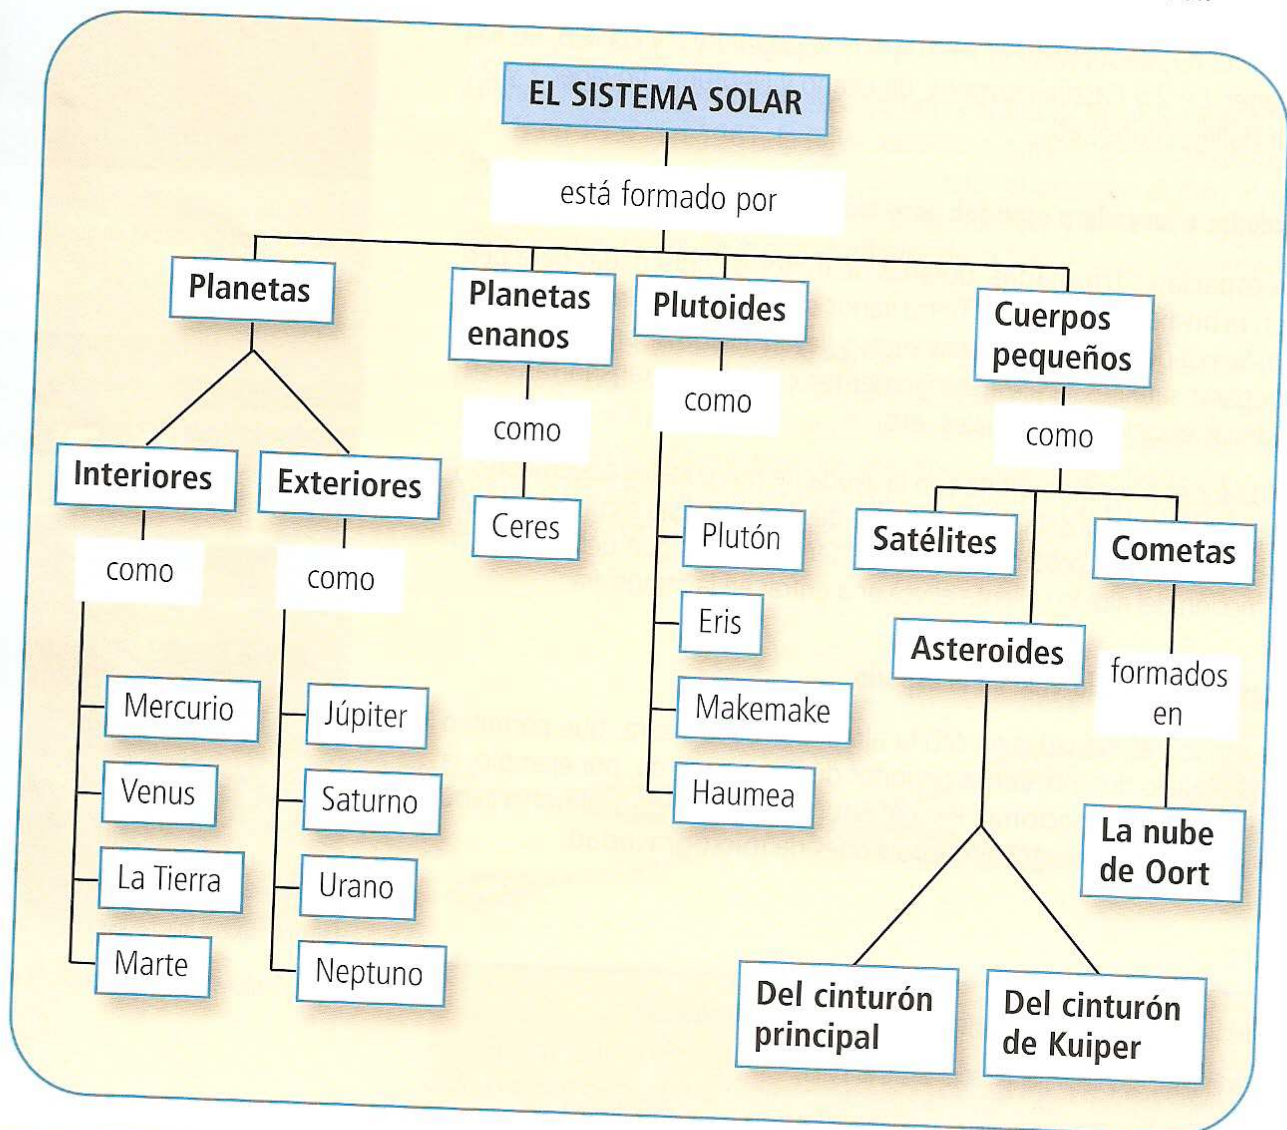 EL SISTEMA SOLAR
está formado por
Planetas
Planetas
enanos
Plutoides
Cuerpos
pequeños
Interiores
Exteriores
como
como
como
como
como
Ceres
Mercurio
Venus
La Tierra
Marte
Júpiter
Saturno
Urano
Neptuno
Plutón
Eris
Makemake
Haumea
Satélites
Asteroides
Cometas
formados
en
La nube
de Oort
Del cinturón
principal
Del cinturón
de Kuiper